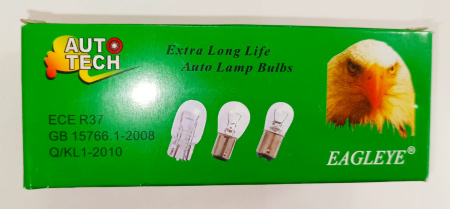 AUTO
TECH
Extra Long Life
Auto Lamp Bulbs
ECE R37
GB 15766.1-2008
Q/KL1-2010
EAGLEYE®